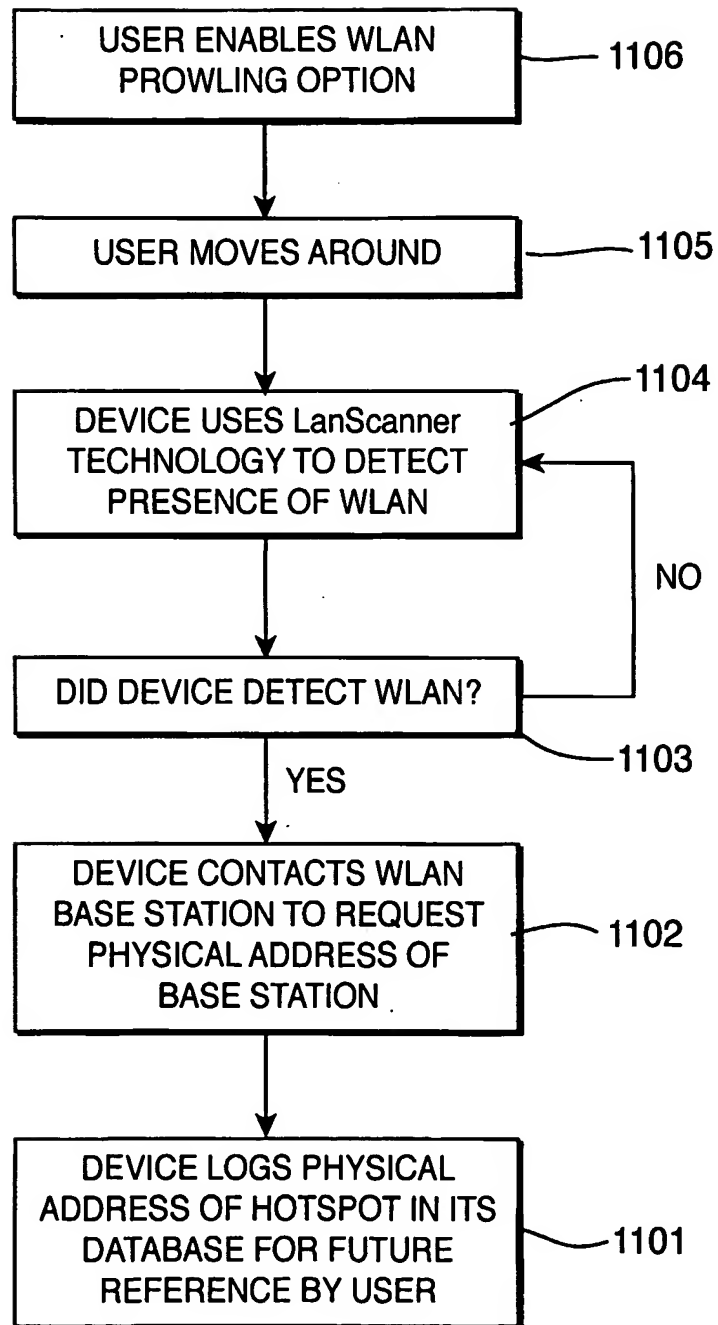 USER ENABLES WLAN
PROWLING OPTION
1106
USER MOVES AROUND
1105
1104
DEVICE USES LanScanner
TECHNOLOGY TO DETECT
PRESENCE OF WLAN
NO
DID DEVICE DETECT WLAN?
1103
YES
DEVICE CONTACTS WLAN
BASE STATION TO REQUEST
PHYSICAL ADDRESS OF
BASE STATION
1102
DEVICE LOGS PHYSICAL
ADDRESS OF HOTSPOT IN ITS
DATABASE FOR FUTURE
REFERENCE BY USER
1101